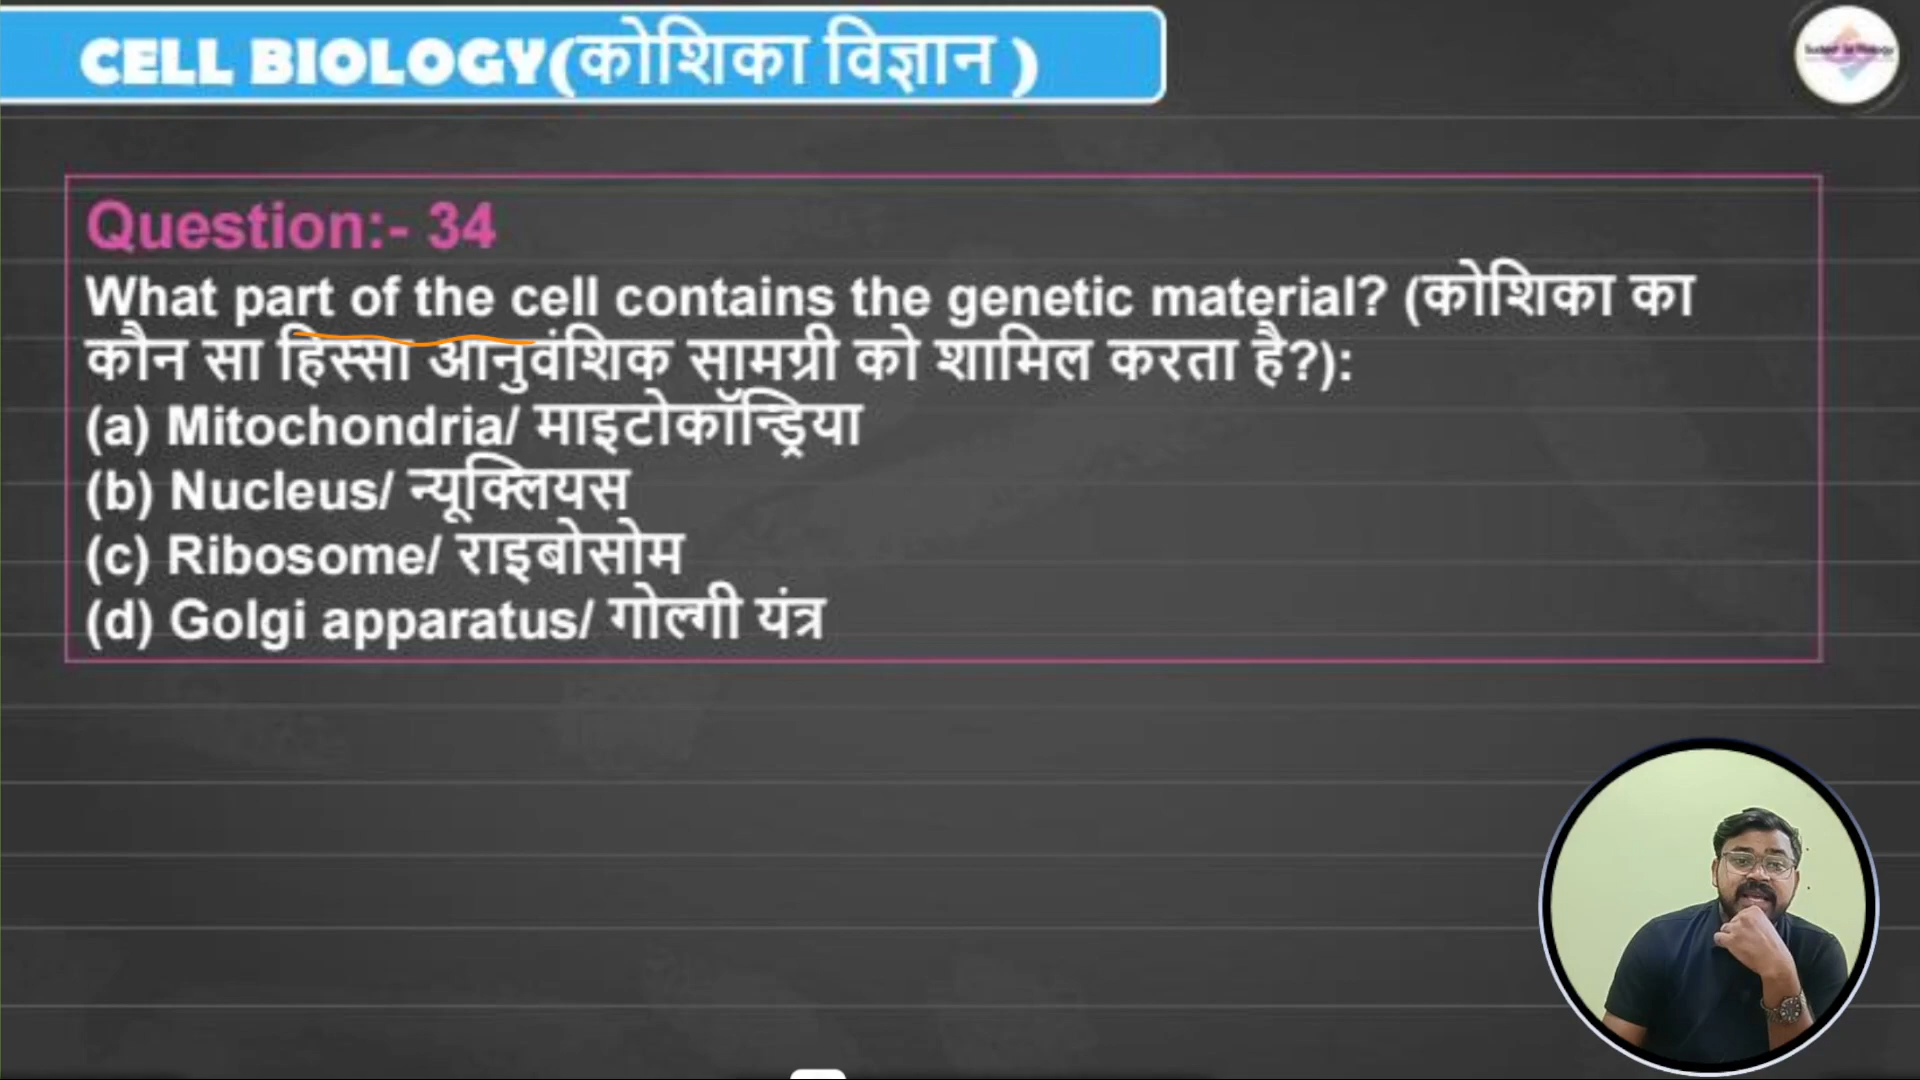 CELL BIOLOGY(कोशिका विज्ञान )
Question:- 34
What part of the cell contains the genetic material? (कोशिका का
कौन सा हिस्सा आनुवंशिक सामग्री को शामिल करता है?):
(a) Mitochondria/ माइटोकॉन्ड्रिया
(b) Nucleus/ न्यूक्लियस
(c) Ribosome/ राइबोसोम
(d) Golgi apparatus/ गोल्गी यंत्र